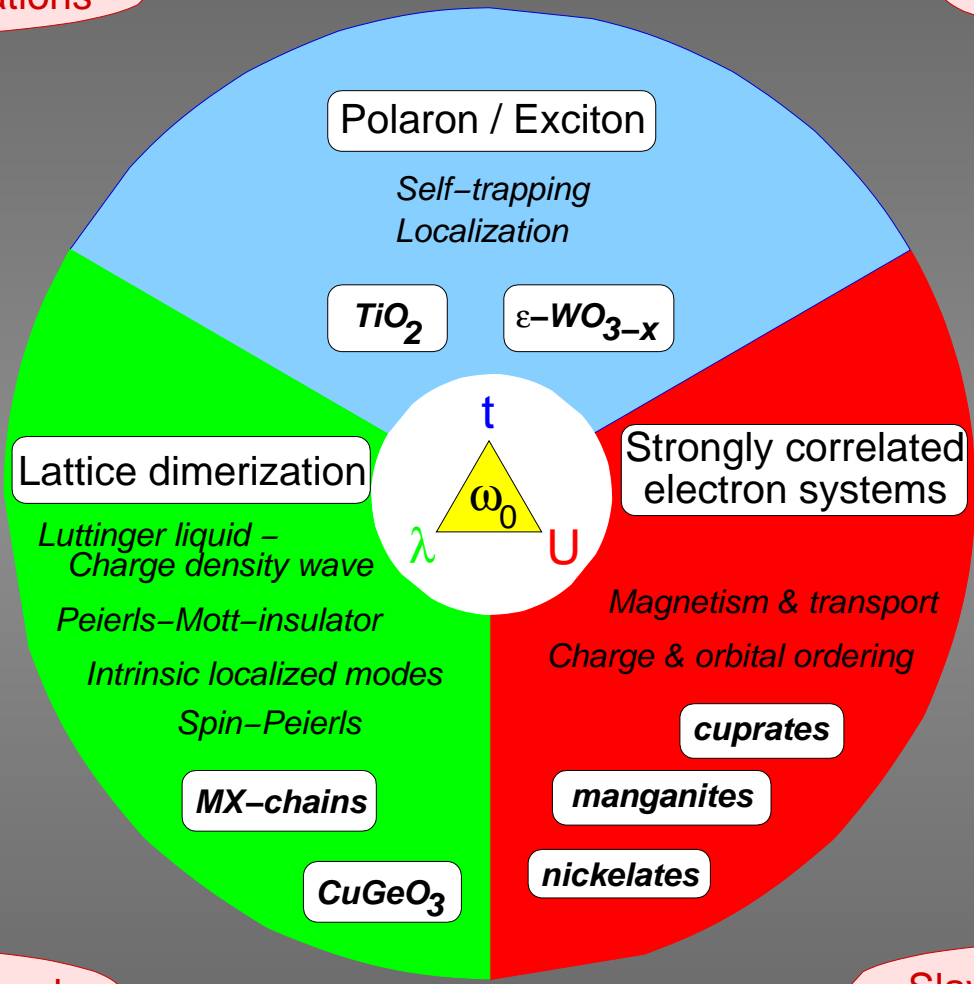 Polaron / Exciton
Self–trapping
Localization
TiO2
ε–WO3–x
t
ω0
λ
U
Lattice dimerization
Luttinger liquid –
Charge density wave
Peierls–Mott–insulator
Intrinsic localized modes
Spin–Peierls
MX–chains
CuGeO3
Strongly correlated
electron systems
Magnetism & transport
Charge & orbital ordering
cuprates
manganites
nickelates